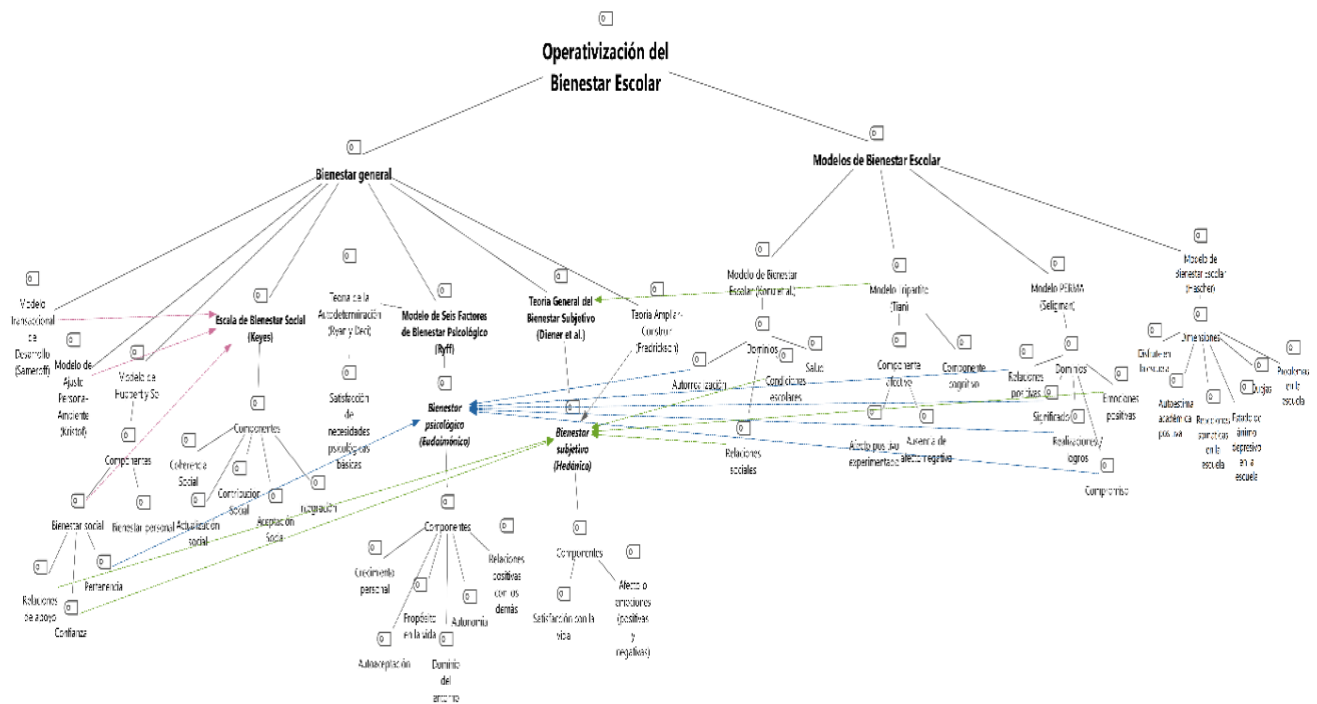 Operativización del
Bienestar Escolar
Bienestar general
Modelos de Bienestar Escolar
Modelo
Transaccional
de
Desarrollo
(Sameroff)
Modelo de
Ajuste
Persona-
Ambiente
(Kristof)
Modelo de
Huppert y So
Escala de Bienestar Social
(Keyes)
Teoría de la
Autodeterminación
(Ryan y Deci)
Modelo de Seis Factores
de Bienestar Psicológico
(Ryff)
Teoría General del
Bienestar Subjetivo
(Diener et al.)
Teoría Ampliar-
Construir
(Fredrickson)
Modelo de Bienestar
Escolar (Konu et al.)
Modelo Tripartito
(Tian)
Modelo PERMA
(Seligman)
Modelo de
Bienestar Escolar
(Hascher)
Componentes
Bienestar social
Bienestar personal
Relaciones
de apoyo
Confianza
Pertenencia
Componentes
Coherencia
Social
Actualización
social
Contribución
Social
Aceptación
Social
Integración
Satisfacción
de
necesidades
psicológicas
básicas
Bienestar
psicológico
(Eudaimónico)
Componentes
Crecimiento
personal
Autoaceptación
Propósito
en la vida
Dominio
del
entorno
Autonomía
Relaciones
positivas
con los
demás
Bienestar
subjetivo
(Hedónico)
Componentes
Satisfacción con la
vida
Afecto o
emociones
(positivas
y
negativas)
Dominios
Autorrealización
Condiciones
escolares
Salud
Relaciones
sociales
Componente
afectivo
Componente
cognitivo
Afecto positivo
experimentado
Ausencia de
afecto negativo
Dominios
Relaciones
positivas
Significado
Realizaciones
logros
Compromiso
Emociones
positivas
Dimensiones
Disfrute en
la escuela
Autoestima
académica
positiva
Reacciones
somáticas
en la
escuela
Estado de
ánimo
depresivo
en la
escuela
Quejas
Problemas
en la
escuela